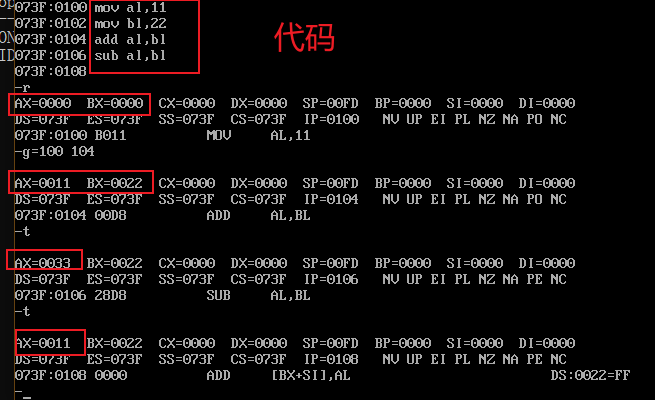 op
073F:0100 mov al,11
073F:0102 mov bl,22
ON 073F:0104 add al,bl
ID 073F:0106 sub al,bl
073F:0108
代码
-r
AX=0000 BX=0000 CX=0000 DX=0000 SP=00FD BP=0000 SI=0000 DI=0000
DS=073F ES=073F SS=073F CS=073F IP=0100 NV UP EI PL NZ NA PO NC
073F:0100 B011 MOV AL,11
-g=100 104
AX=0011 BX=0022 CX=0000 DX=0000 SP=00FD BP=0000 SI=0000 DI=0000
DS=073F ES=073F SS=073F CS=073F IP=0104 NV UP EI PL NZ NA PO NC
073F:0104 00D8 ADD AL,BL
-t
AX=0033 BX=0022 CX=0000 DX=0000 SP=00FD BP=0000 SI=0000 DI=0000
DS=073F ES=073F SS=073F CS=073F IP=0106 NV UP EI PL NZ NA PE NC
073F:0106 28D8 SUB AL,BL
-t
AX=0011 BX=0022 CX=0000 DX=0000 SP=00FD BP=0000 SI=0000 DI=0000
DS=073F ES=073F SS=073F CS=073F IP=0108 NV UP EI PL NZ NA PE NC
073F:0108 0000 ADD [BX+SI],AL DS:0022=FF
-